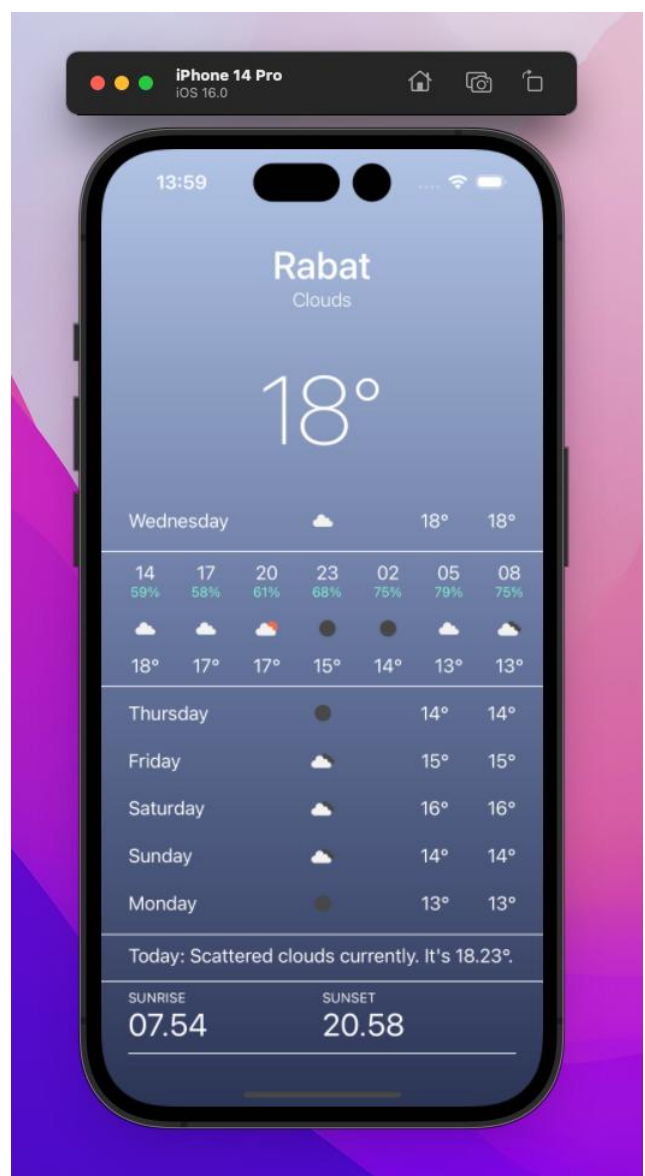 iPhone 14 Pro
iOS 16.0
13:59
Rabat
Clouds
18°
Wednesday 18° 18°
14 17 20 23 02 05 08
59% 58% 61% 68% 75% 79% 75%
18° 17° 17° 15° 14° 13° 13°
Thursday 14° 14°
Friday 15° 15°
Saturday 16° 16°
Sunday 14° 14°
Monday 13° 13°
Today: Scattered clouds currently. It's 18.23°.
SUNRISE SUNSET
07.54 20.58